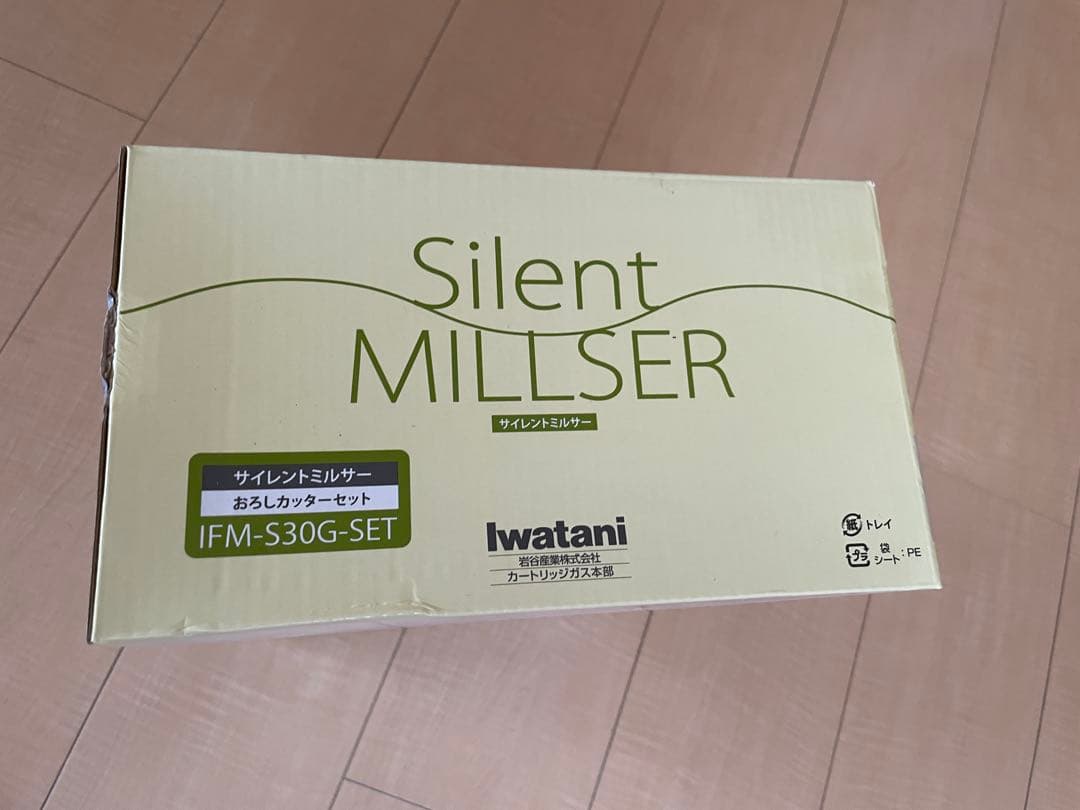 Silent
MILLSER
サイレントミルサー
サイレントミルサー
おろしカッターセット
IFM-S30G-SET
Iwatani
岩谷産業株式会社
カートリッジガス本部
紙 トレイ
プラ 袋 シート : PE